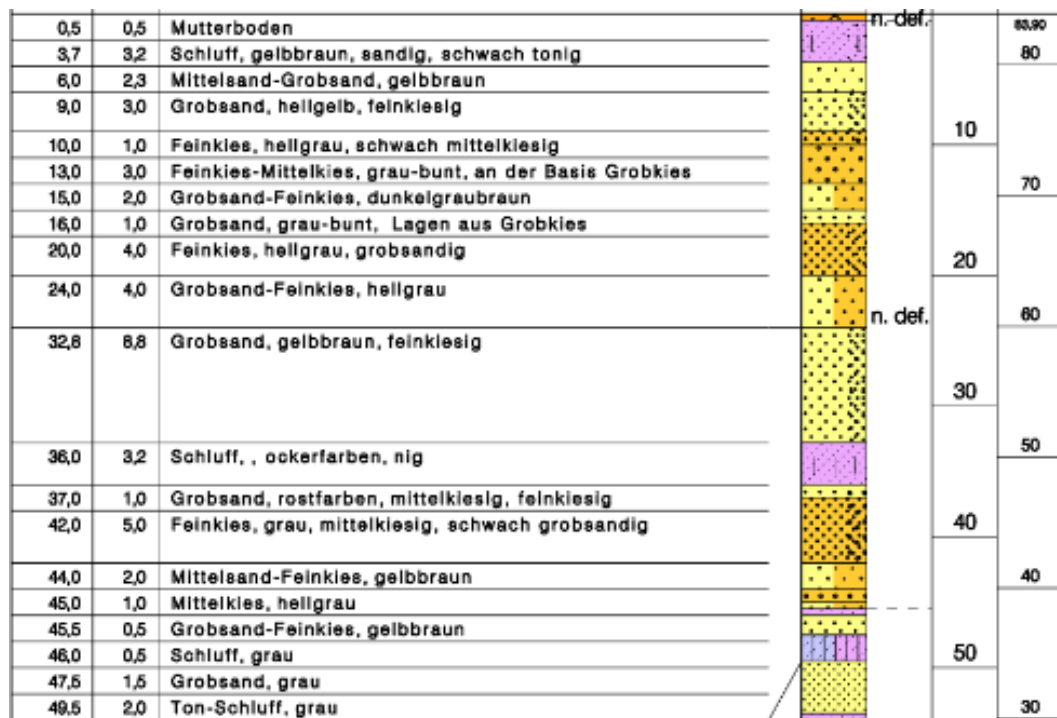 n. def.
0,5 0,5 Mutterboden
83.90
3,7 3,2 Schluff, gelbbraun, sandig, schwach tonig
80
6,0 2,3 Mittelsand-Grobsand, gelbbraun
9,0 3,0 Grobsand, hellgelb, feinkiesig
10
10,0 1,0 Feinkies, hellgrau, schwach mittelkiesig
13,0 3,0 Feinkies-Mittelkies, grau-bunt, an der Basis Grobkies
70
15,0 2,0 Grobsand-Feinkies, dunkelgraubraun
16,0 1,0 Grobsand, grau-bunt, Lagen aus Grobkies
20,0 4,0 Feinkies, hellgrau, grobsandig
20
24,0 4,0 Grobsand-Feinkies, hellgrau
n. def.
60
32,8 8,8 Grobsand, gelbbraun, feinkiesig
30
36,0 3,2 Schluff, , ockerfarben, nig
50
37,0 1,0 Grobsand, rostfarben, mittelkiesig, feinkiesig
42,0 5,0 Feinkies, grau, mittelkiesig, schwach grobsandig
40
44,0 2,0 Mittelsand-Feinkies, gelbbraun
40
45,0 1,0 Mittelkies, hellgrau
45,5 0,5 Grobsand-Feinkies, gelbbraun
46,0 0,5 Schluff, grau
50
47,5 1,5 Grobsand, grau
49,5 2,0 Ton-Schluff, grau
30